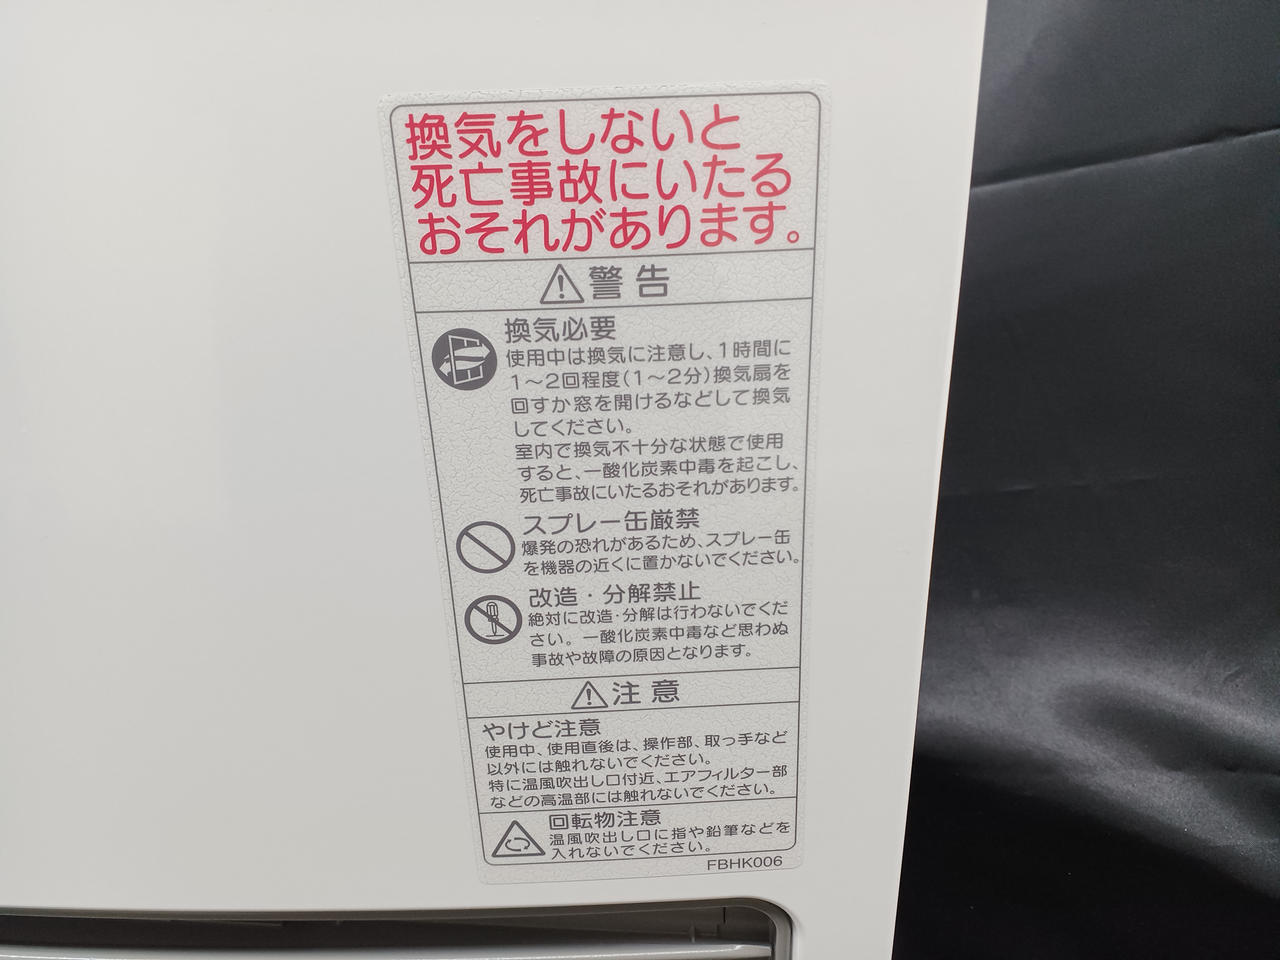 換気をしないと
死亡事故にいたる
おそれがあります。
警告
換気必要
使用中は換気に注意し、1時間に
1〜2回程度(1〜2分)換気扇を
回すか窓を開けるなどして換気
してください。
室内で換気不十分な状態で使用
すると、一酸化炭素中毒を起こし、
死亡事故にいたるおそれがあります。
スプレー缶厳禁
爆発の恐れがあるため、スプレー缶
を機器の近くに置かないでください。
改造・分解禁止
絶対に改造・分解は行わないでくだ
さい。一酸化炭素中毒など思わぬ
事故や故障の原因となります。
注意
やけど注意
使用中、使用直後は、操作部、取っ手など
以外には触れないでください。
特に温風吹出し口付近、エアフィルター部
などの高温部には触れないでください。
回転物注意
温風吹出し口に指や鉛筆などを
入れないでください。
FBHK006